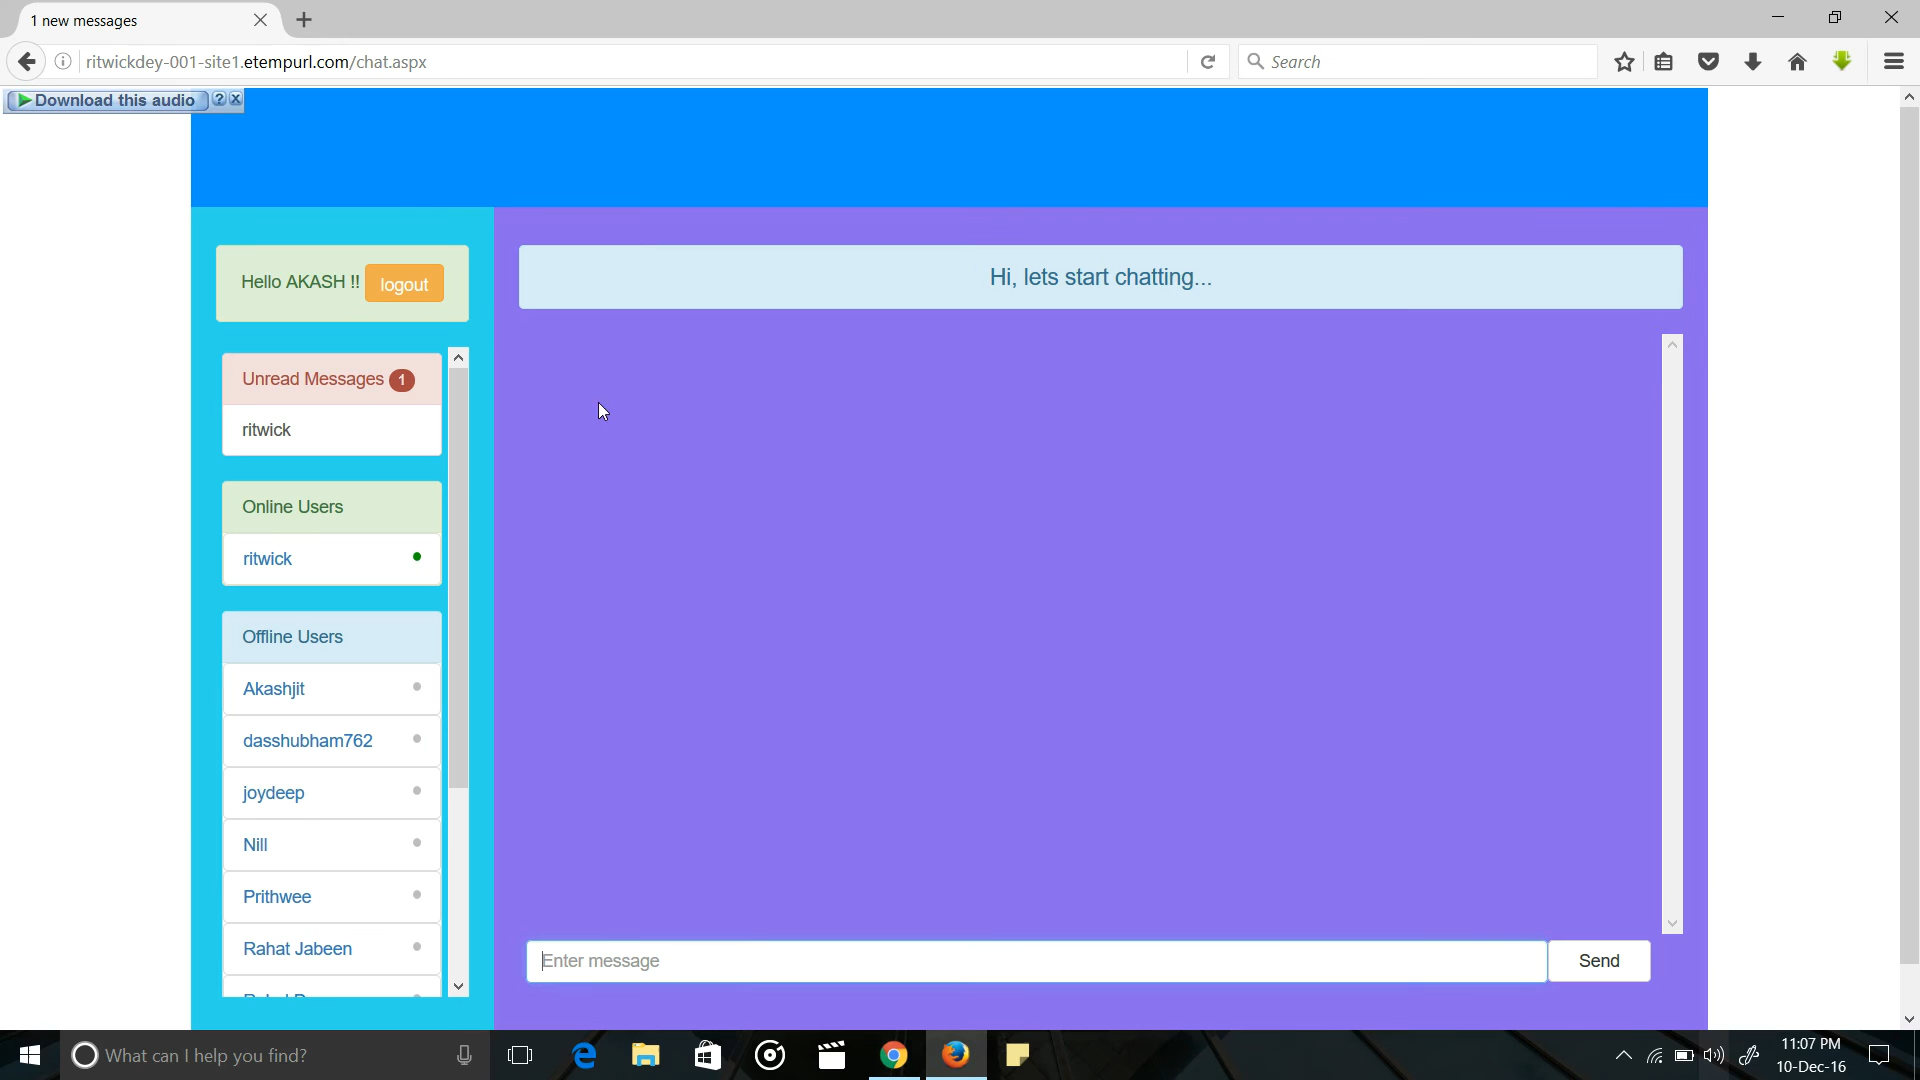 1 new messages
ritwickdey-001-site1.etempurl.com/chat.aspx
Search
Download this audio
Hello AKASH !!
logout
Hi, lets start chatting...
Unread Messages 1
ritwick
Online Users
ritwick
Offline Users
Akashjit
dasshubham762
joydeep
Nill
Prithwee
Rahat Jabeen
Enter message
Send
What can I help you find?
11:07 PM
10-Dec-16